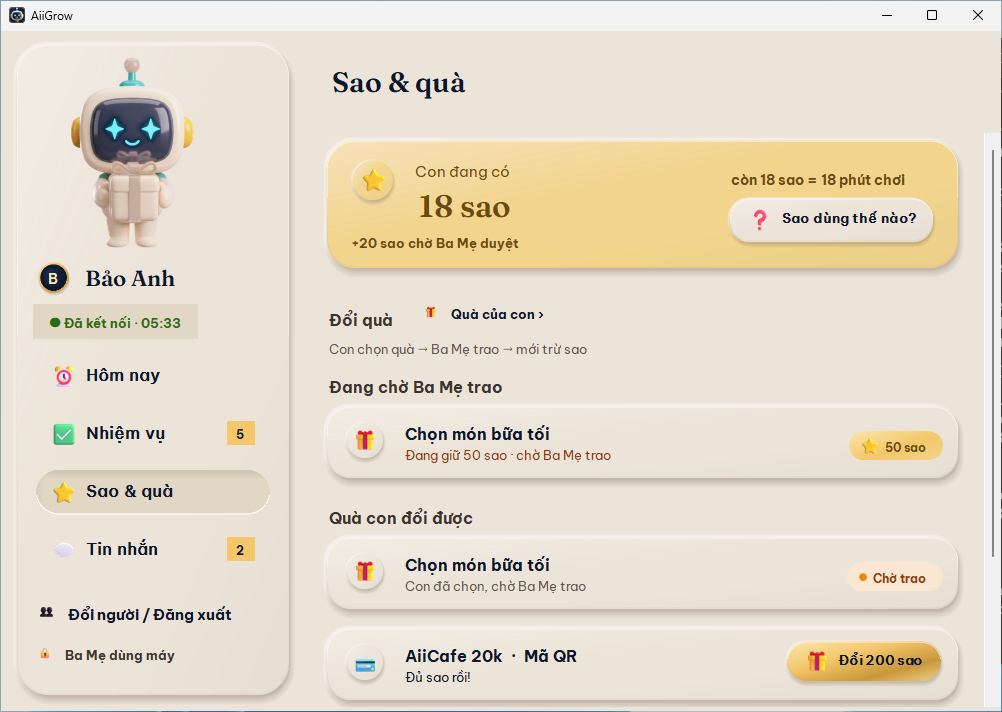 AiiGrow
Sao & quà
Con đang có
18 sao
+20 sao chờ Ba Mẹ duyệt
còn 18 sao = 18 phút chơi
❓ Sao dùng thế nào?
B Bảo Anh
Đã kết nối · 05:33
Hôm nay
Nhiệm vụ 5
Sao & quà
Tin nhắn 2
Đổi người / Đăng xuất
Ba Mẹ dùng máy
Đổi quà
Quà của con ›
Con chọn quà → Ba Mẹ trao → mới trừ sao
Đang chờ Ba Mẹ trao
Chọn món bữa tối
Đang giữ 50 sao · chờ Ba Mẹ trao
50 sao
Quà con đổi được
Chọn món bữa tối
Con đã chọn, chờ Ba Mẹ trao
Chờ trao
AiiCafe 20k · Mã QR
Đủ sao rồi!
Đổi 200 sao